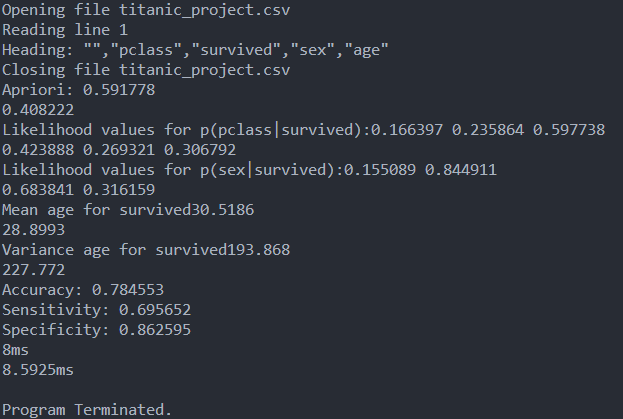 Opening file titanic_project.csv
Reading line 1
Heading: "","pclass","survived","sex","age"
Closing file titanic_project.csv
Apriori: 0.591778
0.408222
Likelihood values for p(pclass|survived):0.166397 0.235864 0.597738
0.423888 0.269321 0.306792
Likelihood values for p(sex|survived):0.155089 0.844911
0.683841 0.316159
Mean age for survived30.5186
28.8993
Variance age for survived193.868
227.772
Accuracy: 0.784553
Sensitivity: 0.695652
Specificity: 0.862595
8ms
8.5925ms
Program Terminated.